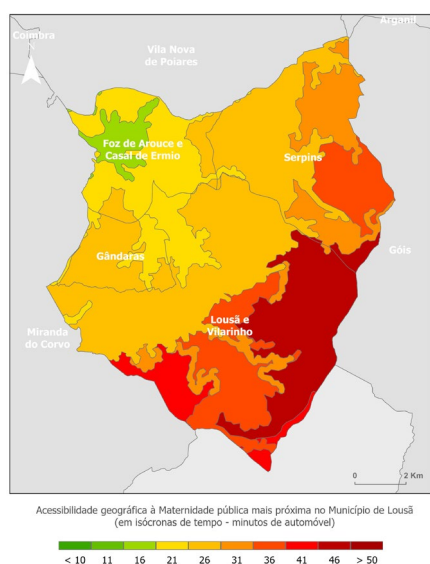 Coimbra
Arganil
N
Vila Nova
de Poiares
Foz de Arouce e
Casal de Ermio
Serpins
Góis
Gândaras
Lousã e
Vilarinho
Miranda
do Corvo
0 2 Km
Acessibilidade geográfica à Maternidade pública mais próxima no Município de Lousã
(em isócronas de tempo - minutos de automóvel)
< 10 11 16 21 26 31 36 41 46 > 50